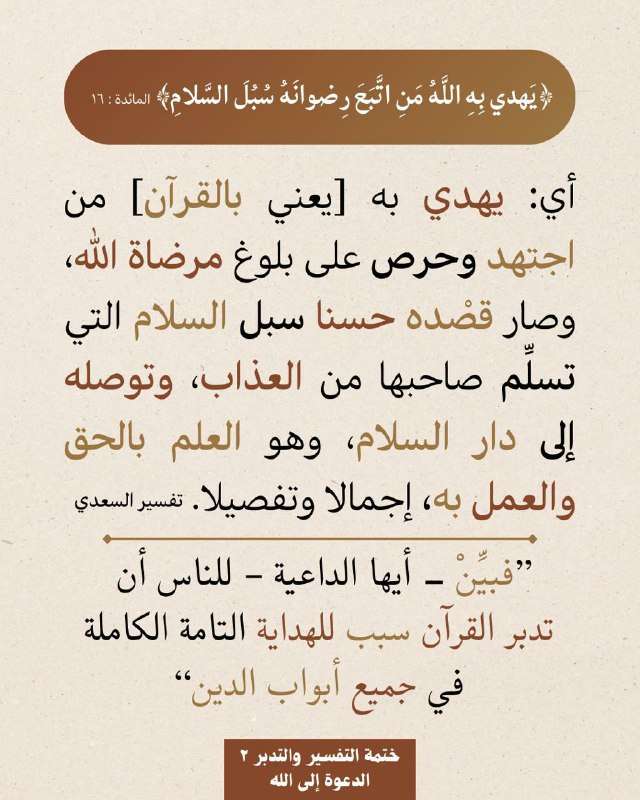 ﴿يَهدي بِهِ اللَّهُ مَنِ اتَّبَعَ رِضوانَهُ سُبُلَ السَّلامِ﴾ المائدة : ١٦
أي: يهدي به [يعني بالقرآن] من
اجتهد وحرص على بلوغ مرضاة الله،
وصار قصْده حسنا سبل السلام التي
تسلِّم صاحبها من العذاب، وتوصله
إلى دار السلام، وهو العلم بالحق
والعمل به، إجمالا وتفصيلا. تفسير السعدي
”فبيِّنْ – أيها الداعية – للناس أن
تدبر القرآن سبب للهداية التامة الكاملة
في جميع أبواب الدين“
ختمة التفسير والتدبر ٢
الدعوة إلى الله